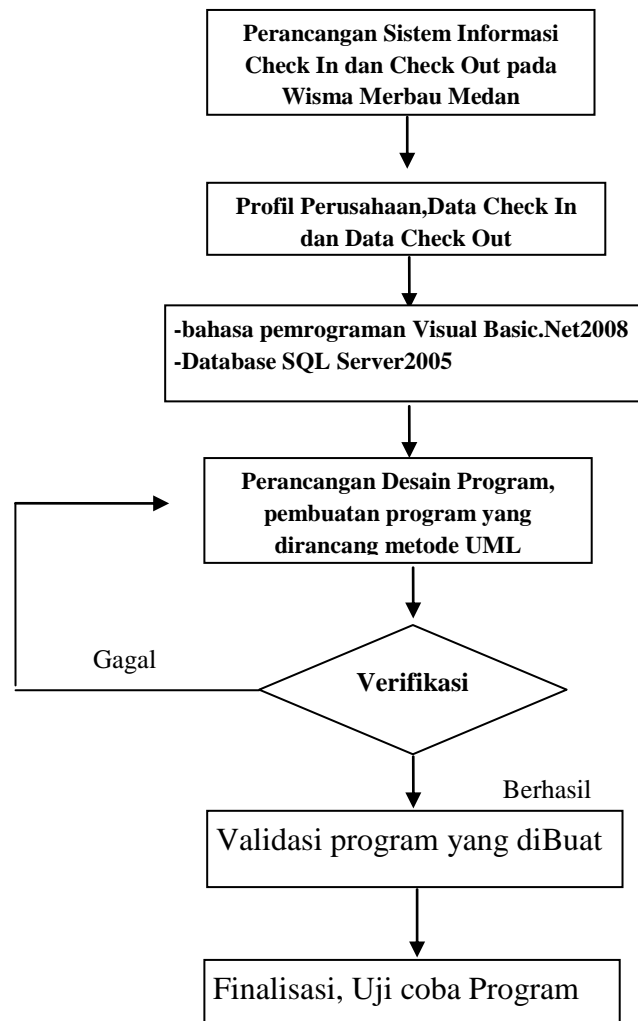 Perancangan Sistem Informasi
Check In dan Check Out pada
Wisma Merbau Medan
Profil Perusahaan,Data Check In
dan Data Check Out
-bahasa pemrograman Visual Basic.Net2008
-Database SQL Server2005
Perancangan Desain Program,
pembuatan program yang
dirancang metode UML
Gagal
Verifikasi
Berhasil
Validasi program yang diBuat
Finalisasi, Uji coba Program